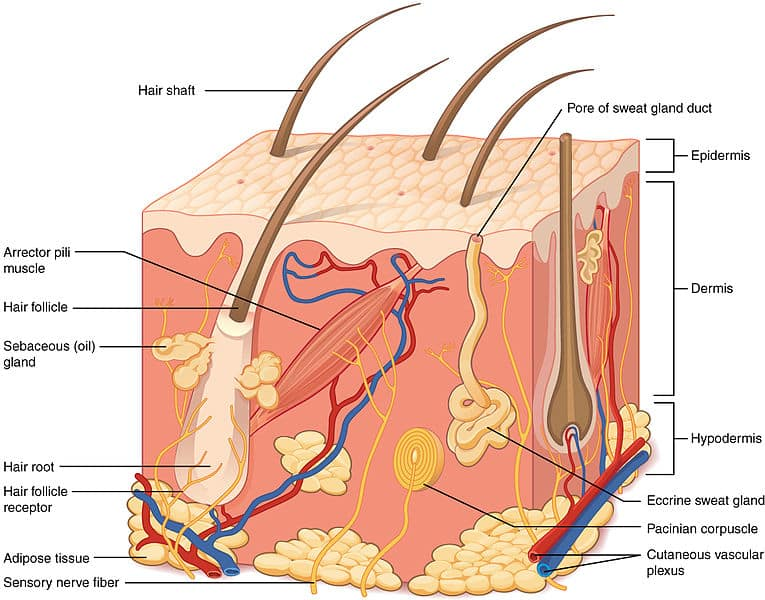 Hair shaft
Pore of sweat gland duct
Epidermis
Arrector pili
muscle
Dermis
Hair follicle
Sebaceous (oil)
gland
Hypodermis
Hair root
Hair follicle
receptor
Eccrine sweat gland
Pacinian corpuscle
Adipose tissue
Cutaneous vascular
plexus
Sensory nerve fiber